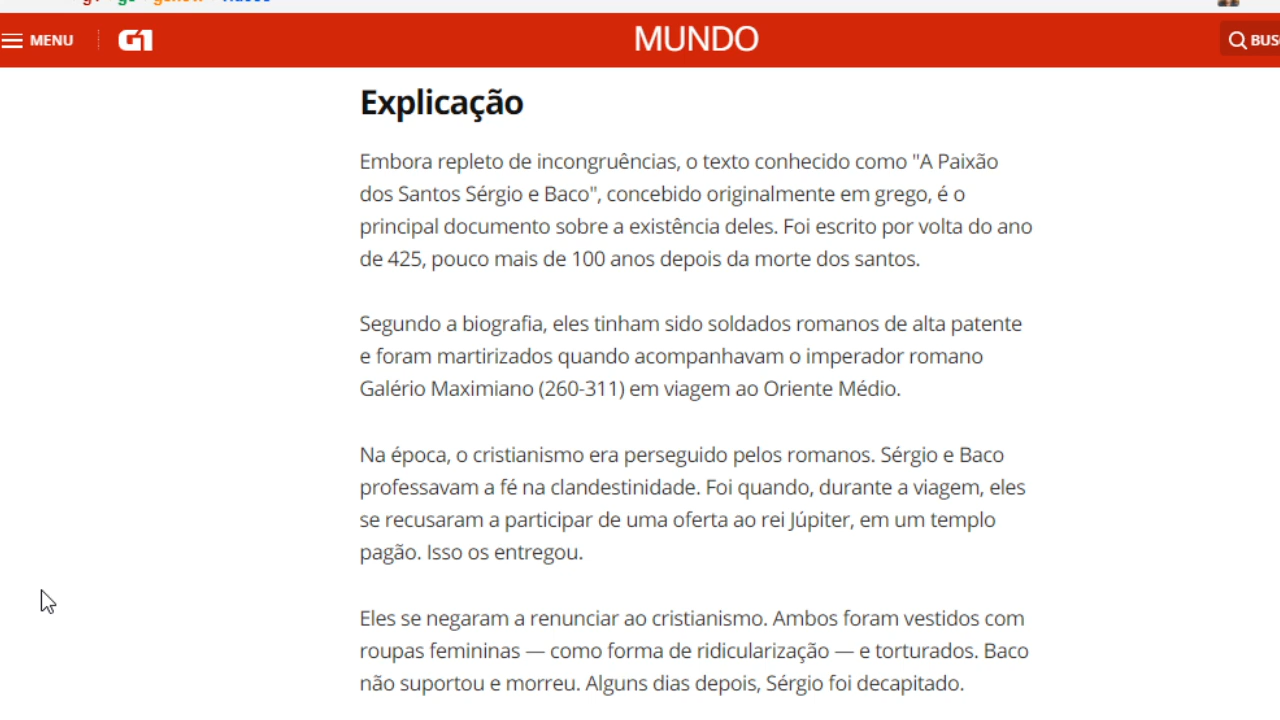 MENU
G1
MUNDO
Explicação
Embora repleto de incongruências, o texto conhecido como "A Paixão
dos Santos Sérgio e Baco", concebido originalmente em grego, é o
principal documento sobre a existência deles. Foi escrito por volta do ano
de 425, pouco mais de 100 anos depois da morte dos santos.
Segundo a biografia, eles tinham sido soldados romanos de alta patente
e foram martirizados quando acompanhavam o imperador romano
Galério Maximiano (260-311) em viagem ao Oriente Médio.
Na época, o cristianismo era perseguido pelos romanos. Sérgio e Baco
professavam a fé na clandestinidade. Foi quando, durante a viagem, eles
se recusaram a participar de uma oferta ao rei Júpiter, em um templo
pagão. Isso os entregou.
Eles se negaram a renunciar ao cristianismo. Ambos foram vestidos com
roupas femininas — como forma de ridicularização — e torturados. Baco
não suportou e morreu. Alguns dias depois, Sérgio foi decapitado.